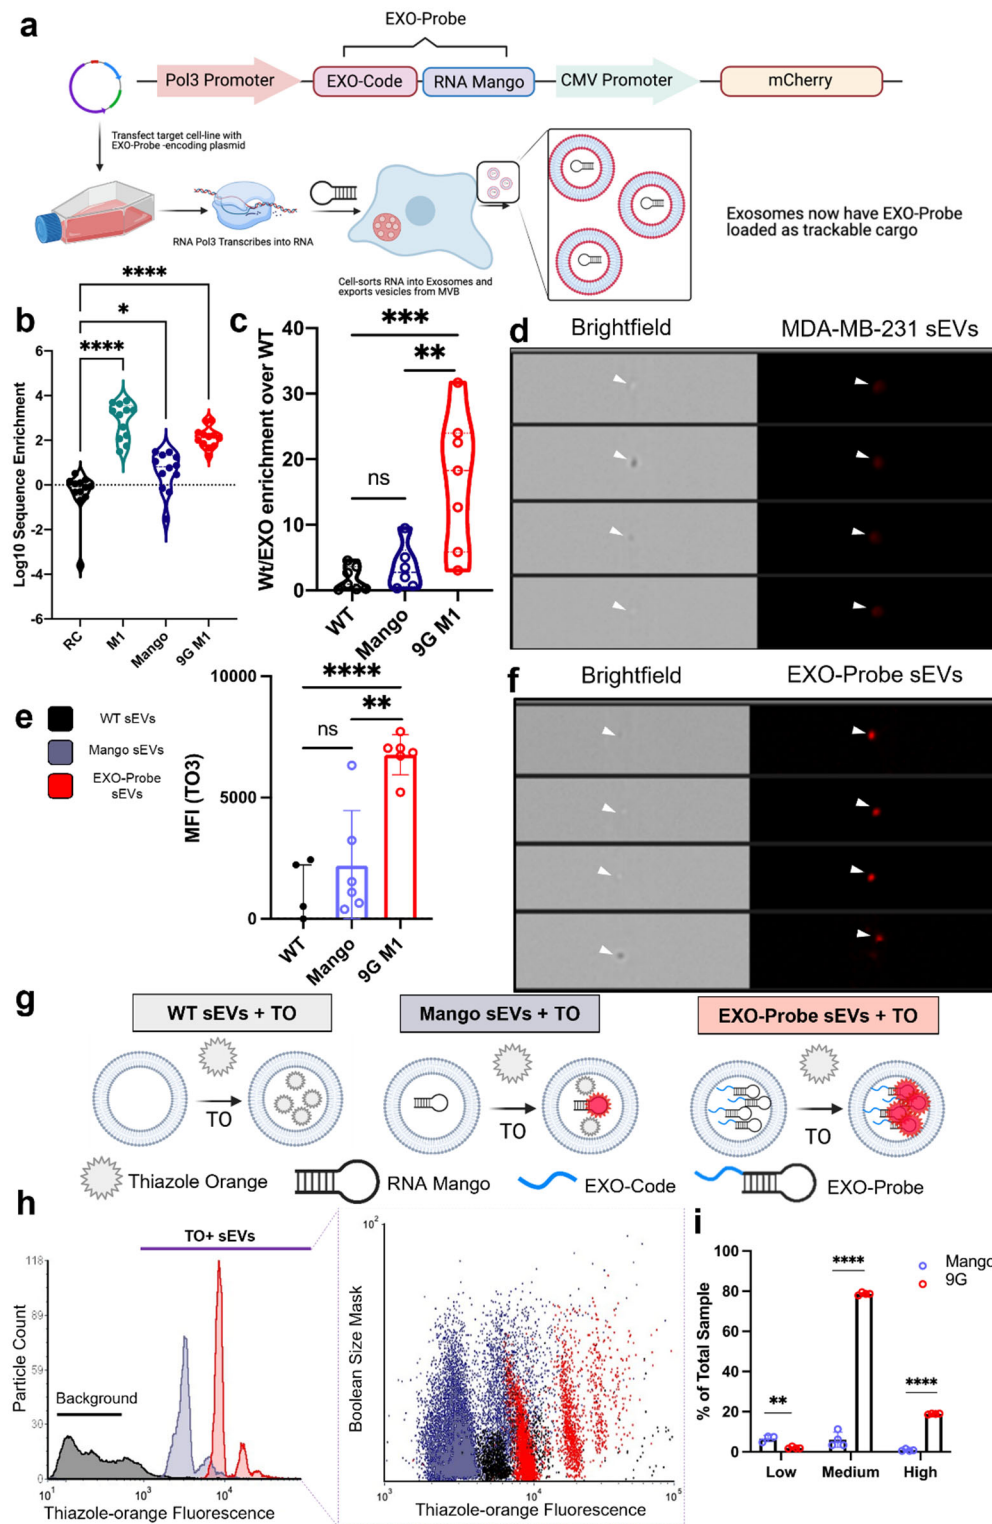 a
EXO-Probe
Pol3 Promoter
EXO-Code
RNA Mango
CMV Promoter
mCherry
Transfect target cell-line with
EXO-Probe -encoding plasmid
RNA Pol3 Transcribes into RNA
Cell-sorts RNA into Exosomes and
exports vesicles from MVB
Exosomes now have EXO-Probe
loaded as trackable cargo
b
****
*
****
Log10 Sequence Enrichment
6
4
2
0
-2
-4
-6
RC
M1
Mango
9G M1
c
Wt/EXO enrichment over WT
40
30
20
10
0
***
**
ns
WT
Mango
9G M1
d
Brightfield
MDA-MB-231 sEVs
e
WT sEVs
Mango sEVs
EXO-Probe
sEVs
MFI (TO3)
10000
5000
0
****
**
ns
WT
Mango
9G M1
f
Brightfield
EXO-Probe sEVs
g
WT sEVs + TO
Mango sEVs + TO
EXO-Probe sEVs + TO
TO
TO
TO
Thiazole Orange
RNA Mango
EXO-Code
EXO-Probe
h
TO+ sEVs
Particle Count
118
89
59
30
0
Background
10¹
10³
10⁴
Thiazole-orange Fluorescence
Boolean Size Mask
10²
10³
10⁴
10⁵
Thiazole-orange Fluorescence
i
% of Total Sample
100
80
60
40
20
0
**
****
****
Mango
9G
Low
Medium
High